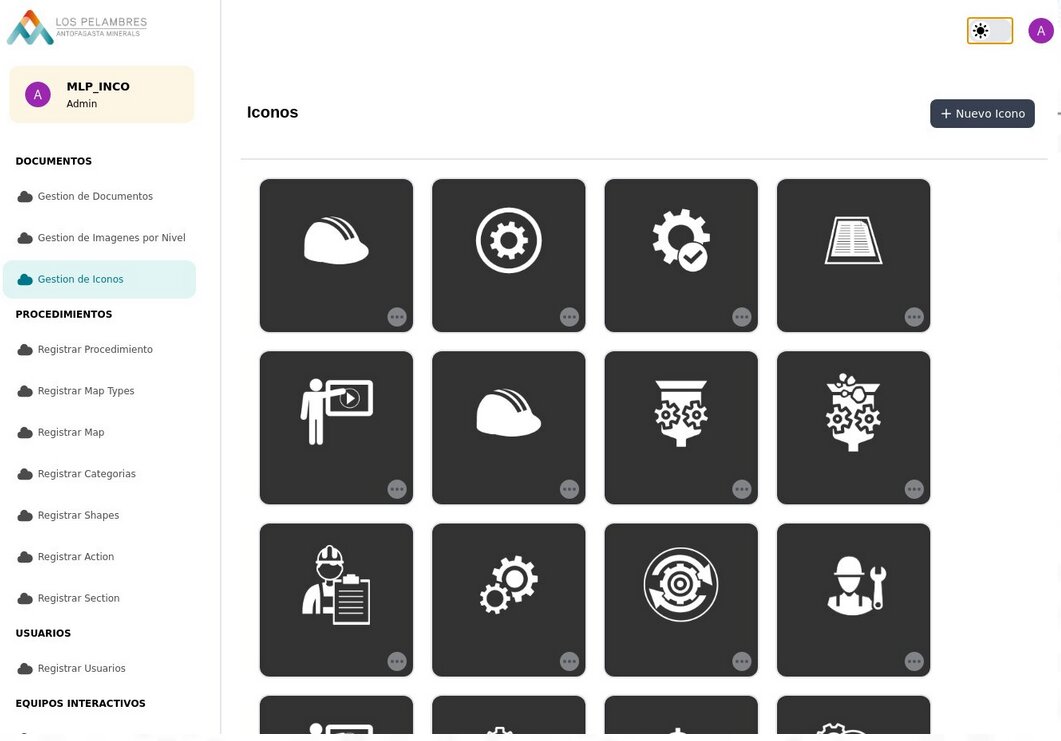 LOS PELAMBRES
ANTOFAGASTA MINERALS
A
A
MLP_INCO
Admin
Iconos
+ Nuevo Icono
DOCUMENTOS
Gestion de Documentos
Gestion de Imagenes por Nivel
Gestion de Iconos
PROCEDIMIENTOS
Registrar Procedimiento
Registrar Map Types
Registrar Map
Registrar Categorias
Registrar Shapes
Registrar Action
Registrar Section
USUARIOS
Registrar Usuarios
EQUIPOS INTERACTIVOS